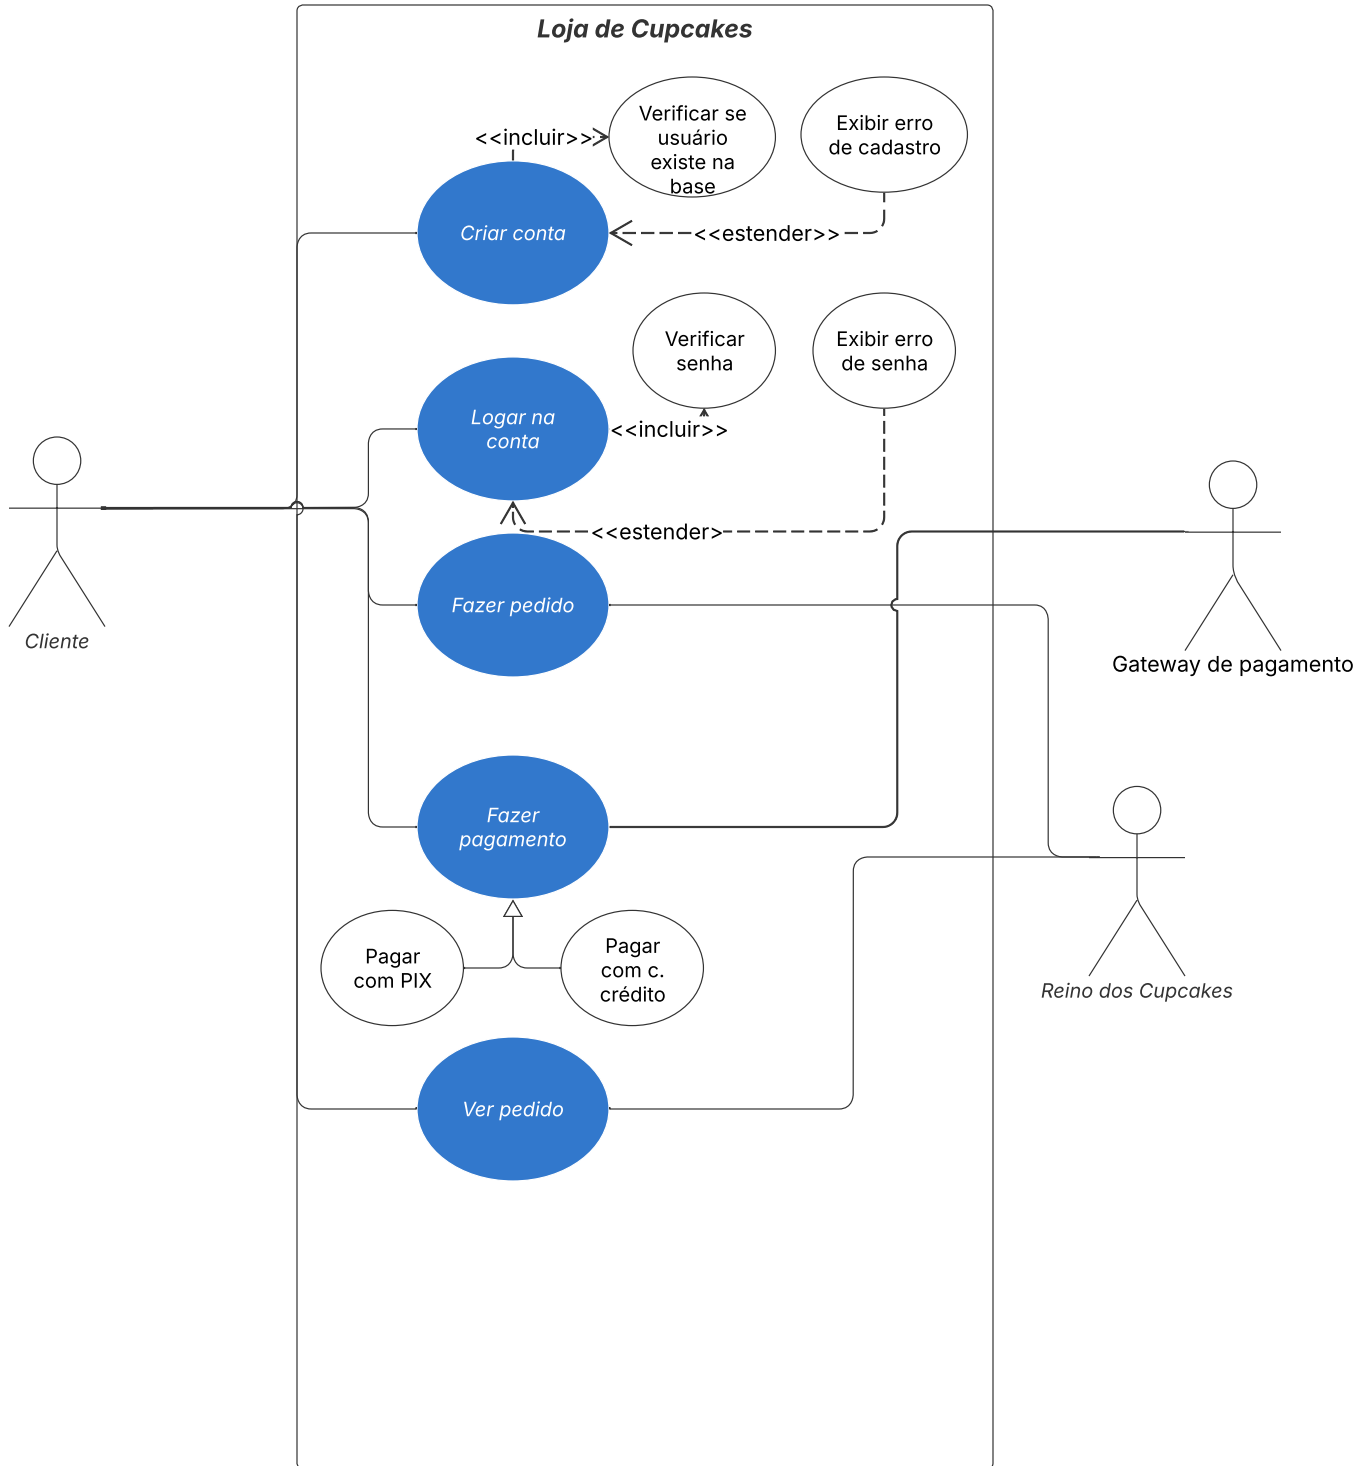 Loja de Cupcakes
Verificar se
usuário
existe na
base
Exibir erro
de cadastro
<<incluir>>
Criar conta
<<estender>>
Verificar
senha
Exibir erro
de senha
Logar na
conta
<<incluir>>
<<estender>
Fazer pedido
Cliente
Gateway de pagamento
Fazer
pagamento
Pagar
com PIX
Pagar
com c.
crédito
Reino dos Cupcakes
Ver pedido